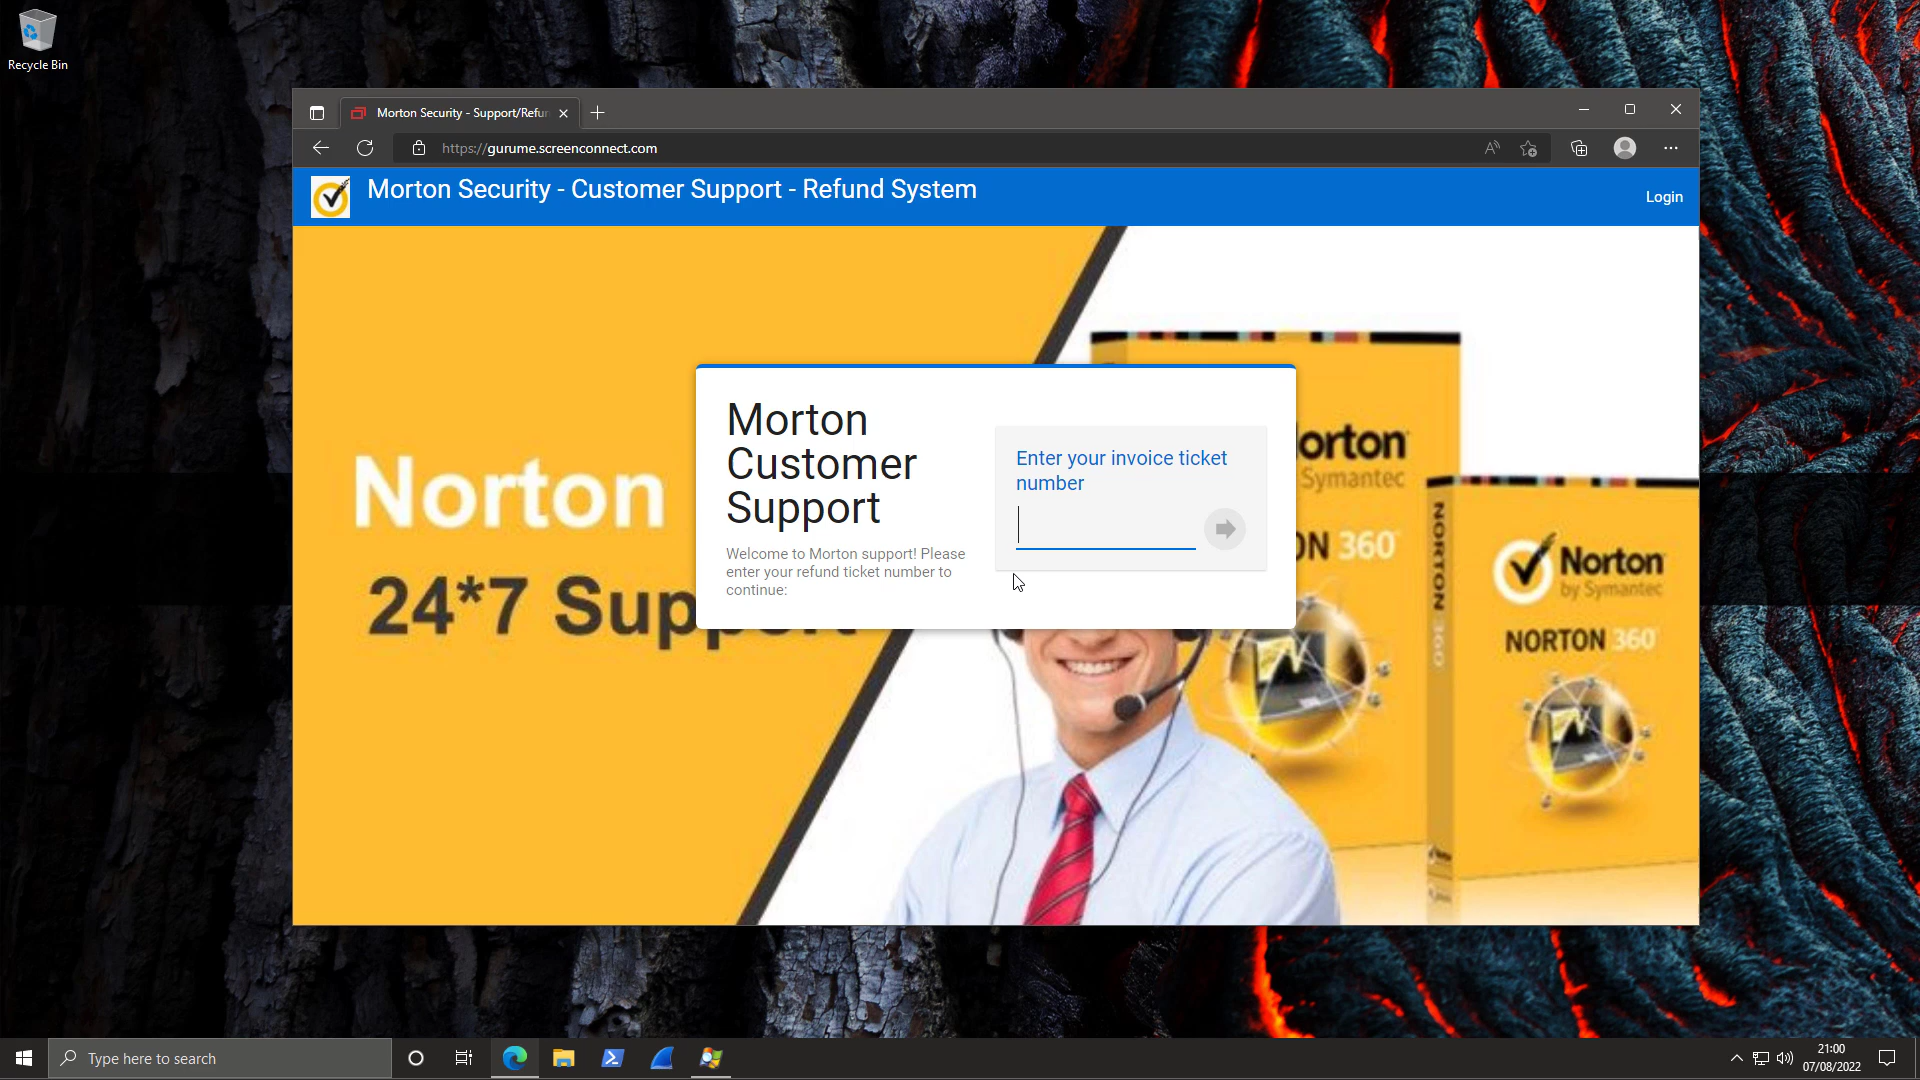 Recycle Bin
Morton Security - Support/Refun
https://gurume.screenconnect.com
Morton Security - Customer Support - Refund System
Login
Norton
24*7 Support
Morton
Customer
Support
Welcome to Morton support! Please
enter your refund ticket number to
continue:
Enter your invoice ticket
number
orton
Symantec
ON 360
NORTON 360
Norton
by Symantec
NORTON 360
Type here to search
21:00
07/08/2022